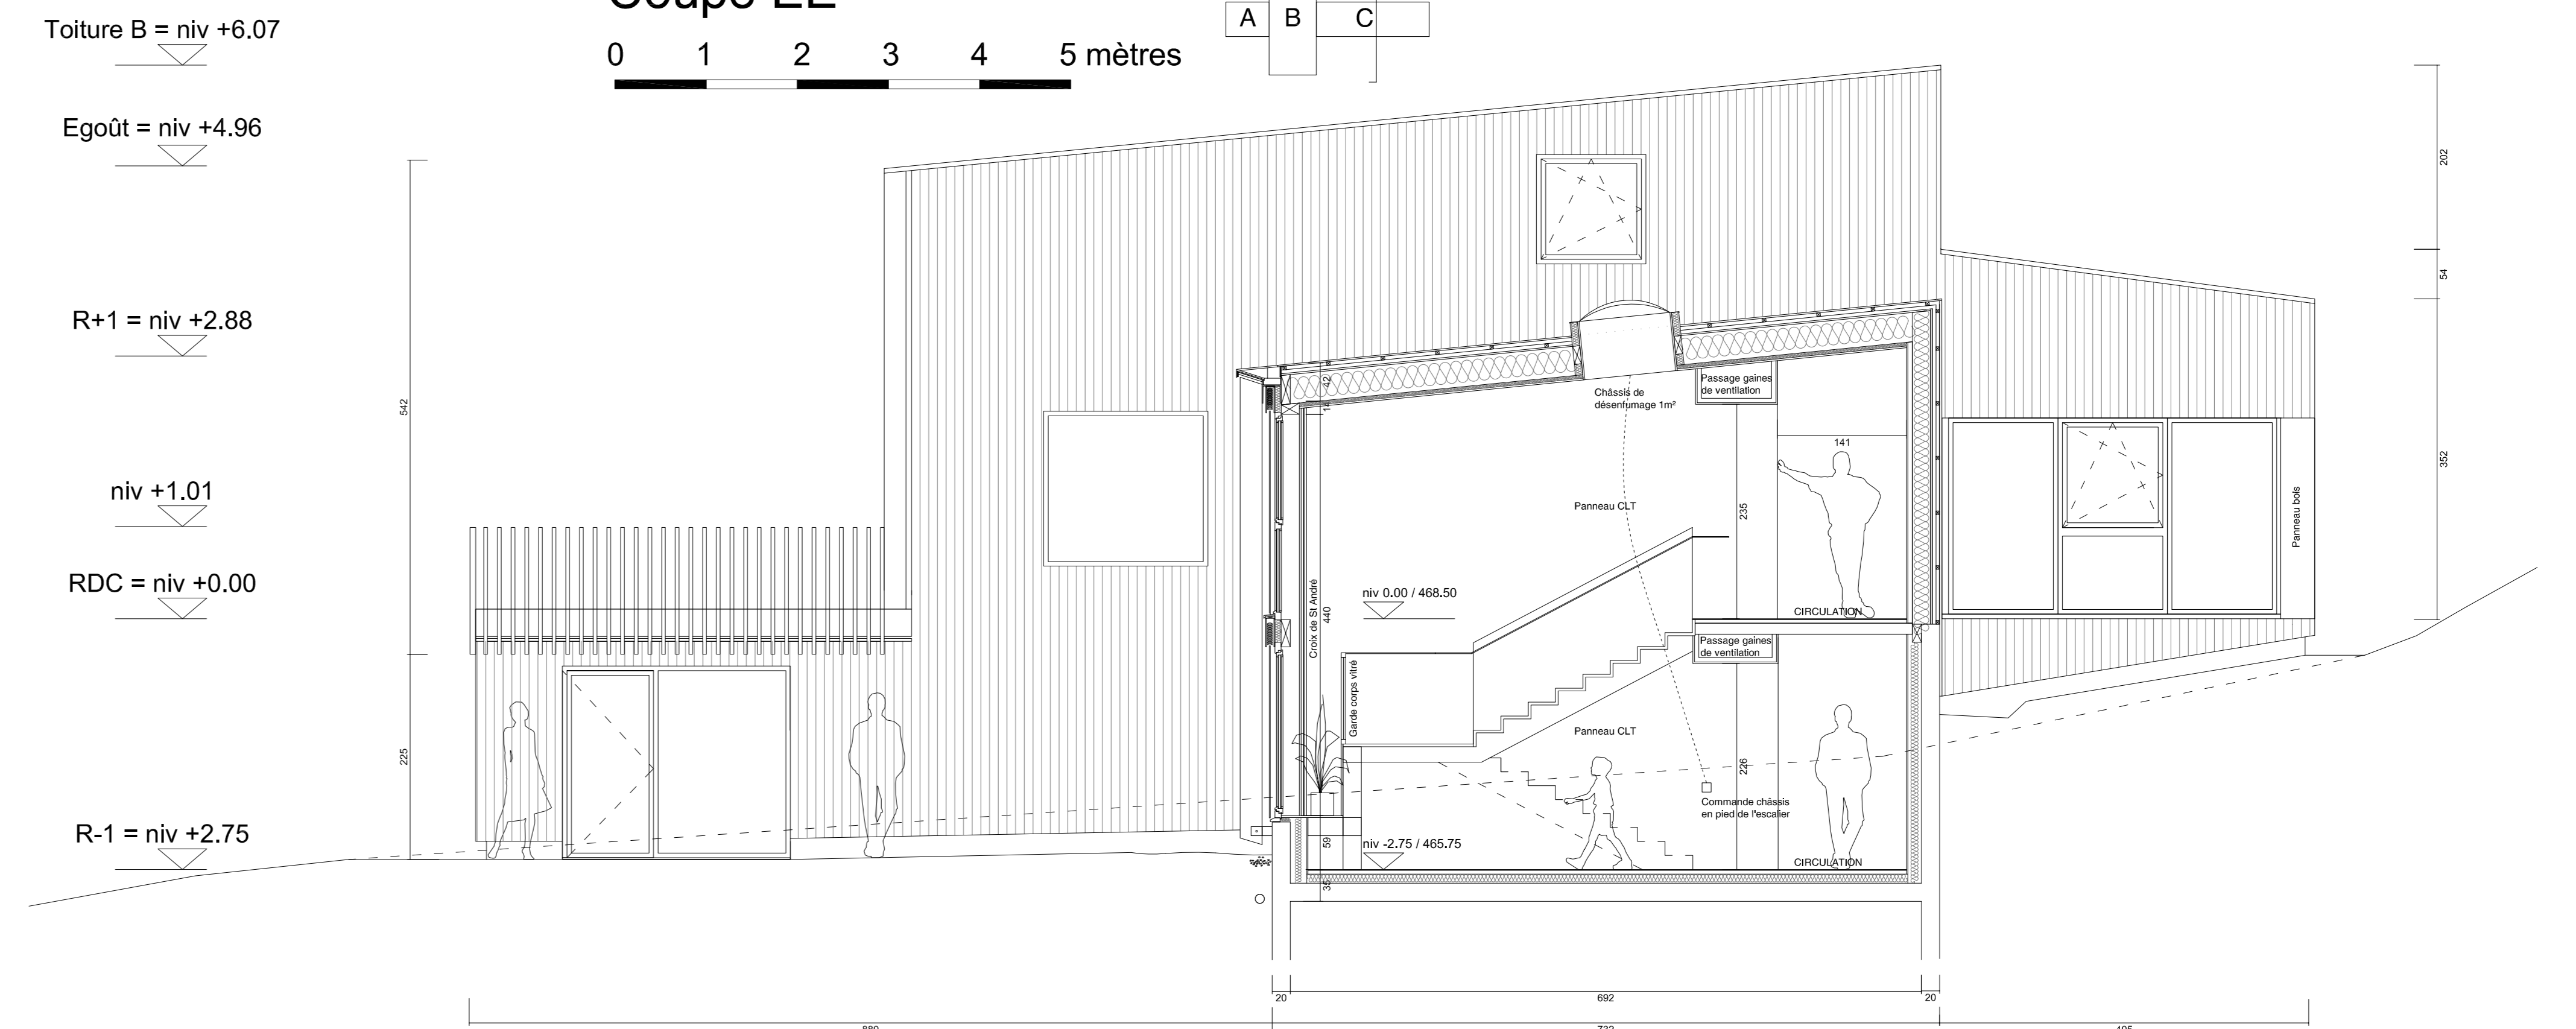 Coupe EE
0 1 2 3 4 5 mètres
A B C
Toiture B = niv +6.07
Egoût = niv +4.96
R+1 = niv +2.88
niv +1.01
RDC = niv +0.00
R-1 = niv +2.75
542
225
202
54
352
42
14
440
59
35
Croix de St André
Garde corps vitré
Châssis de
désenfumage 1m²
Passage gaines
de ventilation
141
235
Panneau CLT
niv 0.00 / 468.50
CIRCULATION
Passage gaines
de ventilation
Panneau CLT
226
Commande châssis
en pied de l'escalier
niv -2.75 / 465.75
CIRCULATION
Panneau bois
20
692
20
732